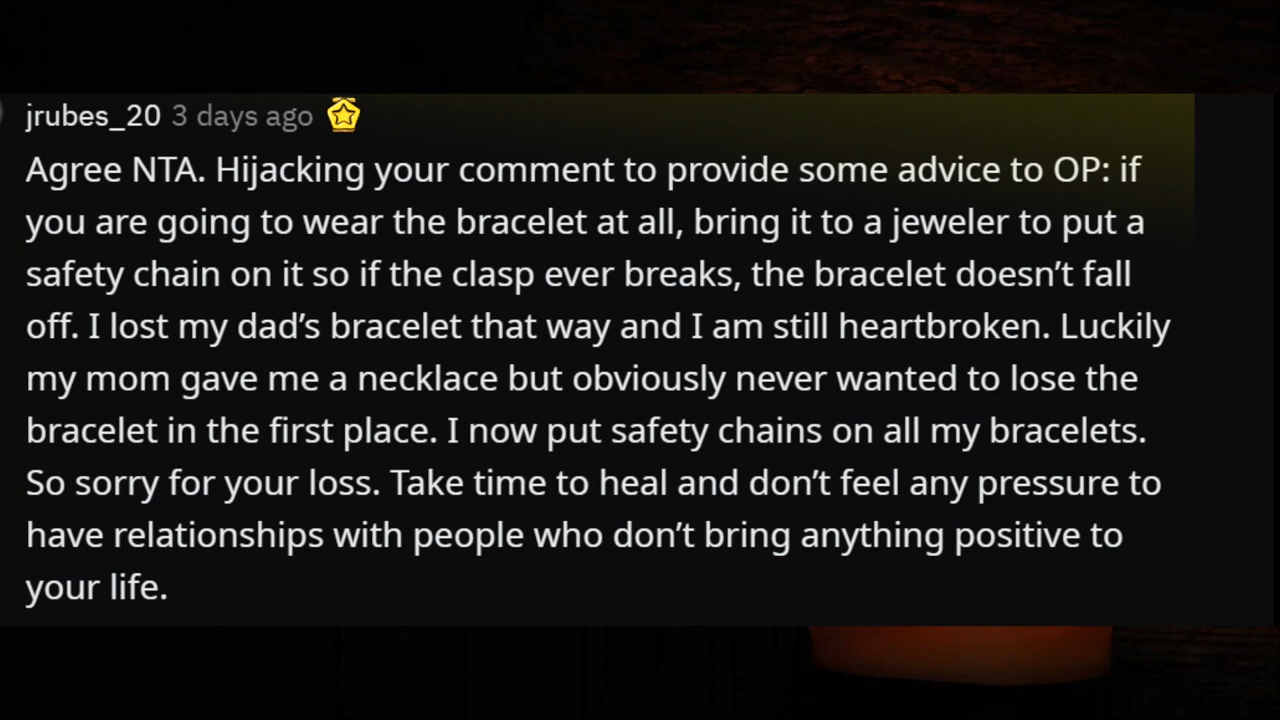 jrubes_20 3 days ago
Agree NTA. Hijacking your comment to provide some advice to OP: if
you are going to wear the bracelet at all, bring it to a jeweler to put a
safety chain on it so if the clasp ever breaks, the bracelet doesn’t fall
off. I lost my dad’s bracelet that way and I am still heartbroken. Luckily
my mom gave me a necklace but obviously never wanted to lose the
bracelet in the first place. I now put safety chains on all my bracelets.
So sorry for your loss. Take time to heal and don’t feel any pressure to
have relationships with people who don’t bring anything positive to
your life.